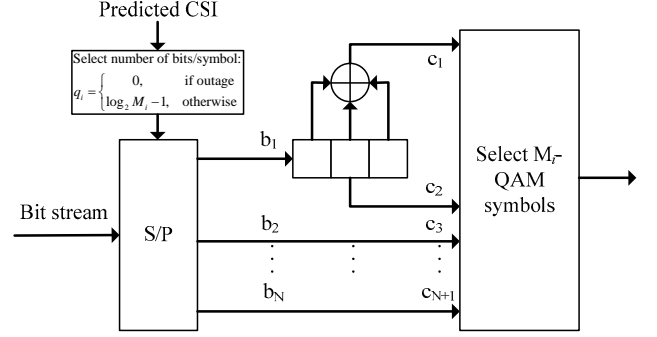 Predicted CSI
Select number of bits/symbol:
q_i = { 0, if outage
log_2 M_i −1, otherwise
b_1
c_1
c_2
Select M_i-
QAM
symbols
Bit stream
S/P
b_2
c_3
b_N
c_{N+1}